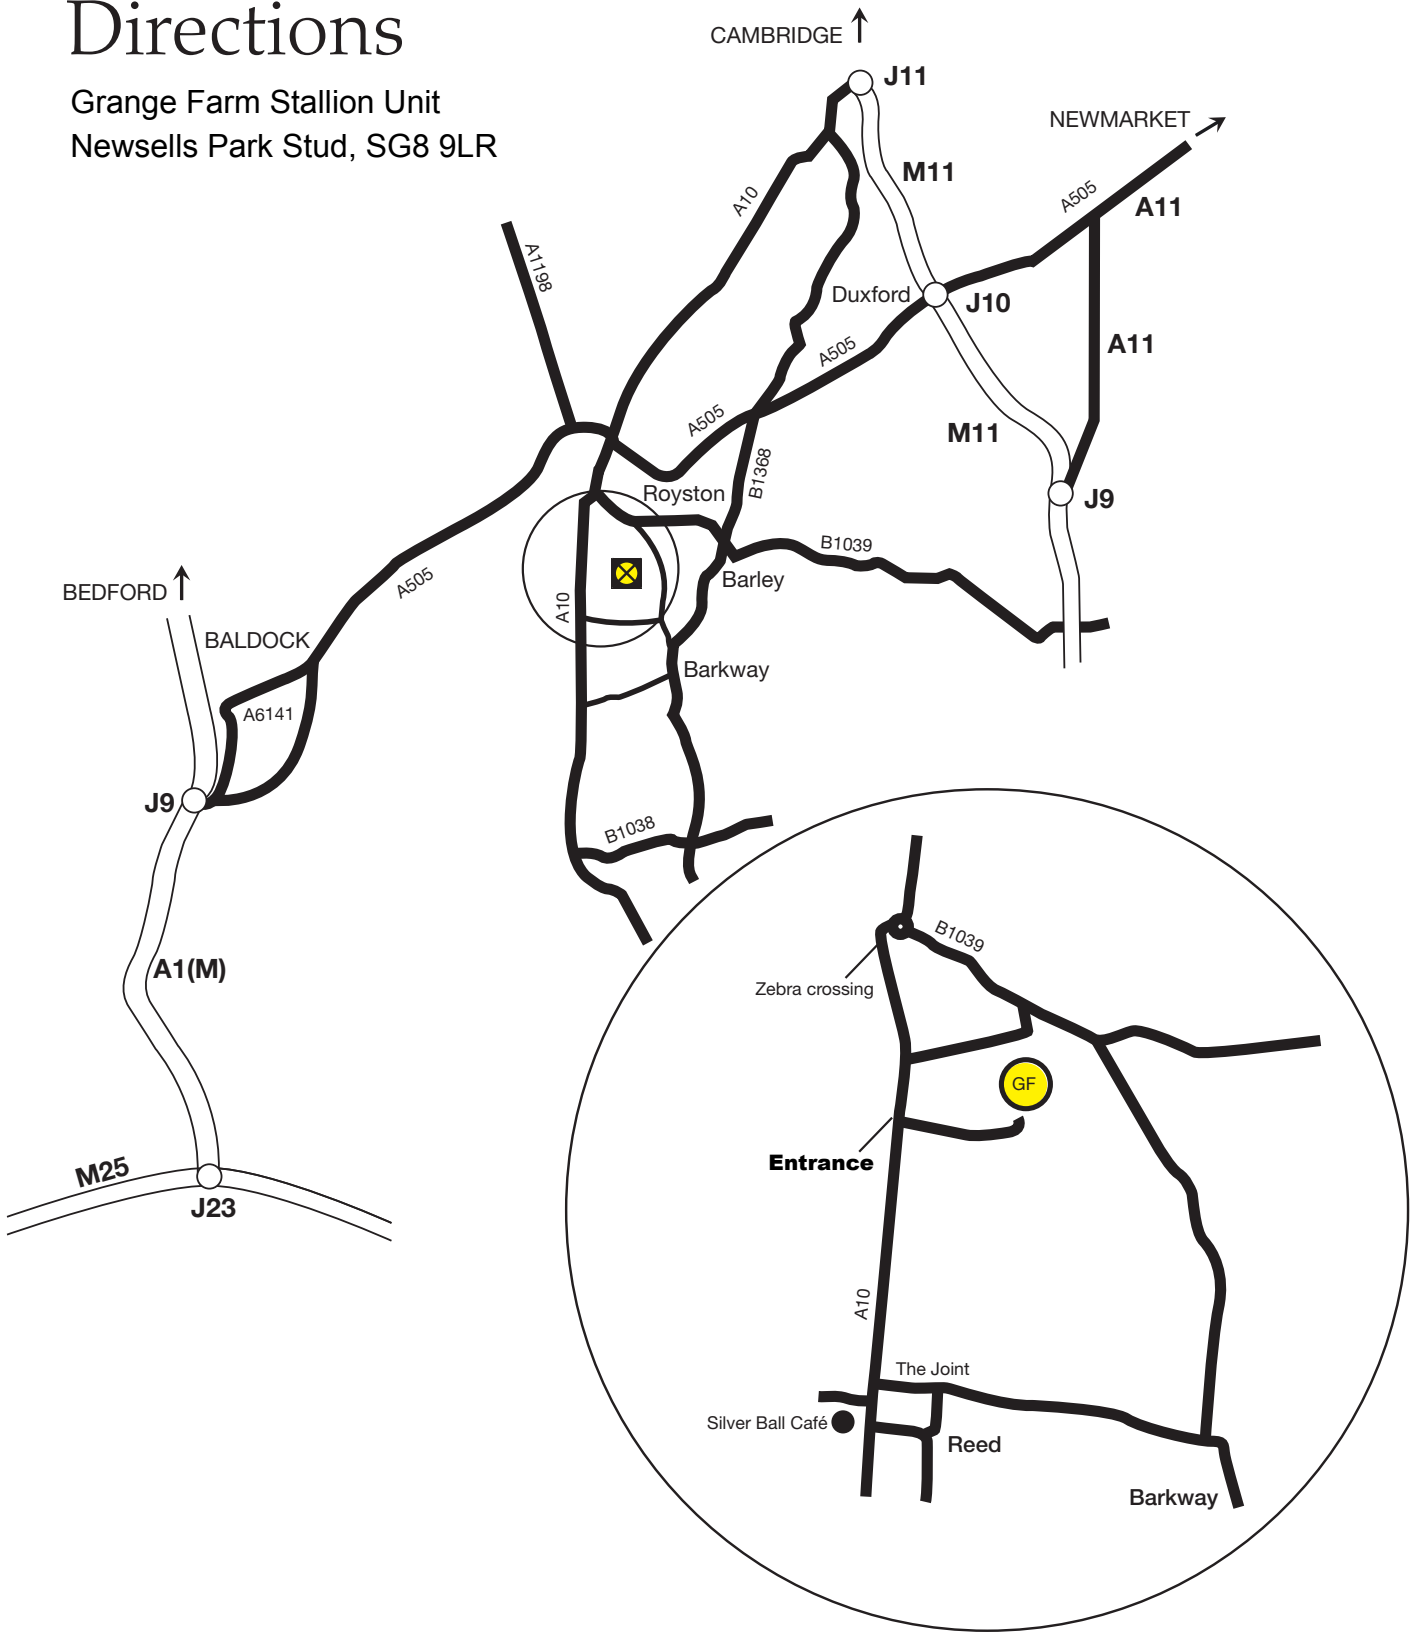 Directions
Grange Farm Stallion Unit
Newsells Park Stud, SG8 9LR
CAMBRIDGE
J11
NEWMARKET
M11
A10
A505
A11
A1198
Duxford
J10
A505
A11
A505
M11
B1368
Royston
J9
B1039
Barley
A505
A10
BEDFORD
BALDOCK
Barkway
A6141
J9
B1038
A1(M)
M25
J23
B1039
Zebra crossing
GF
Entrance
A10
The Joint
Silver Ball Café
Reed
Barkway